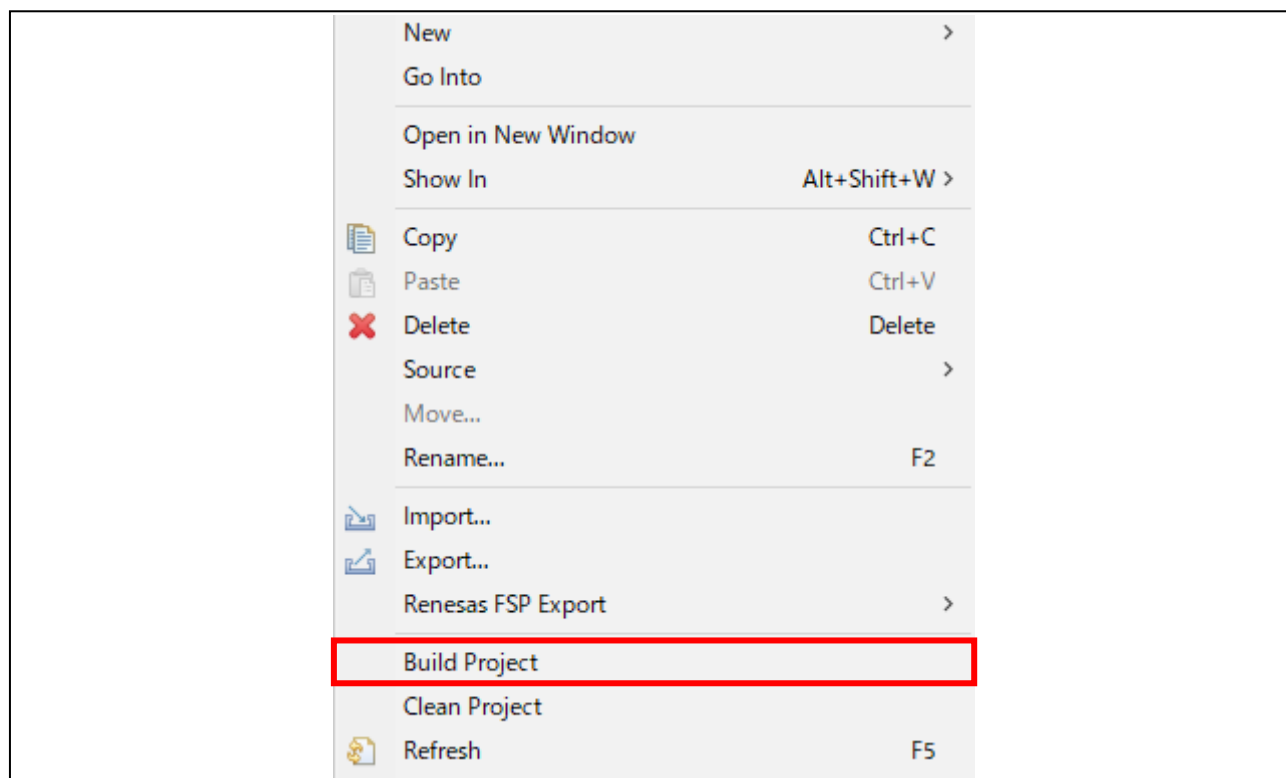 New >
Go Into
Open in New Window
Show In Alt+Shift+W >
Copy Ctrl+C
Paste Ctrl+V
Delete Delete
Source >
Move...
Rename... F2
Import...
Export...
Renesas FSP Export >
Build Project
Clean Project
Refresh F5